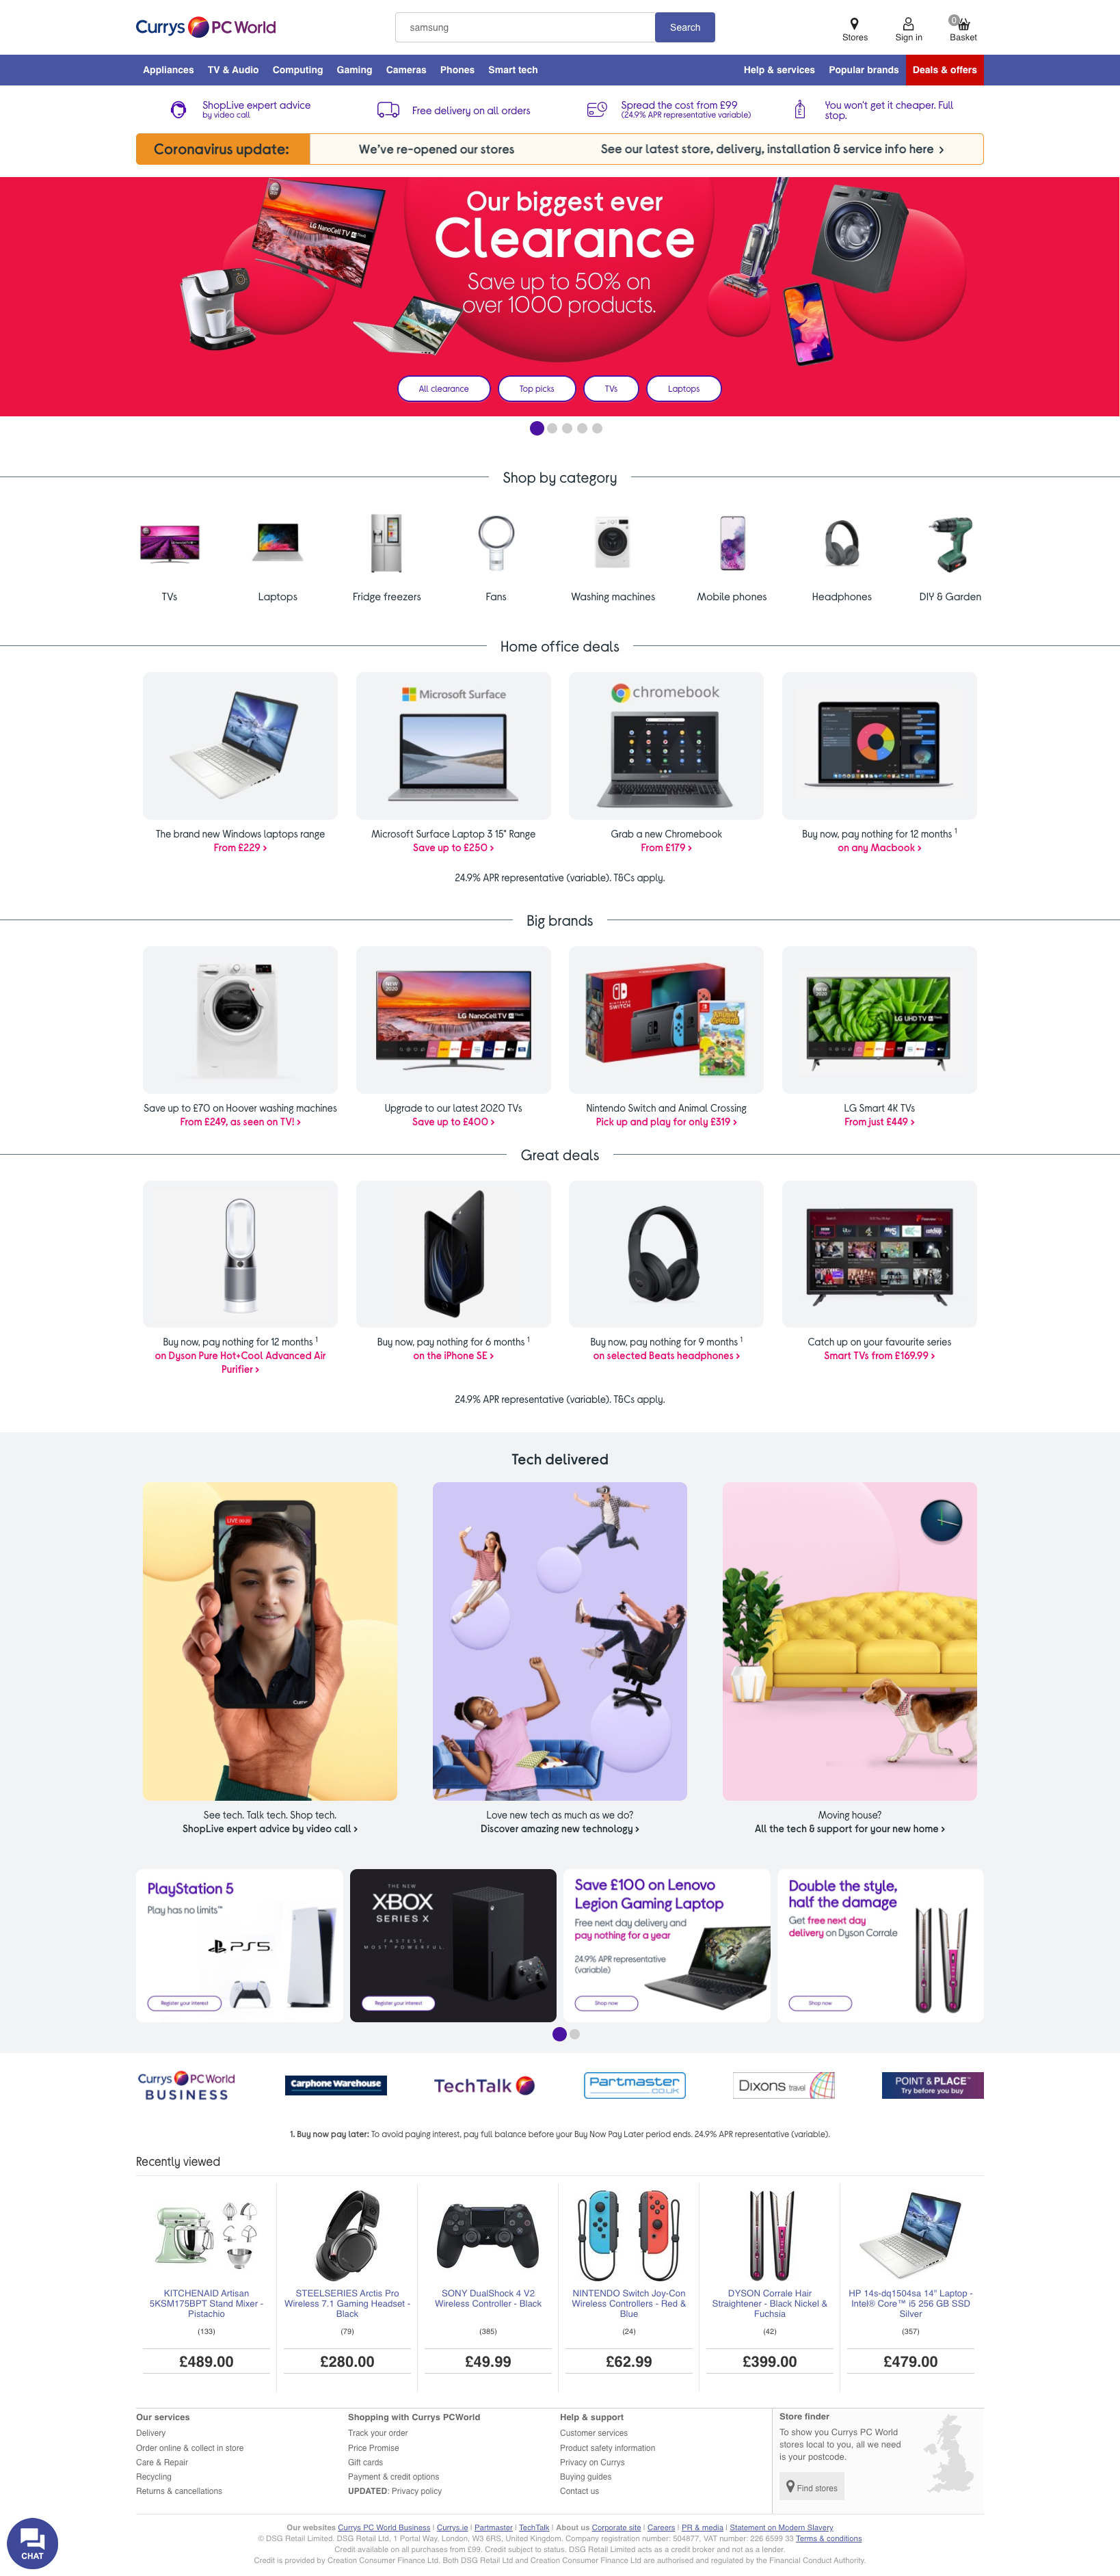 Currys PC World
samsung
Search
Stores
Sign in
0
Basket
Appliances
TV & Audio
Computing
Gaming
Cameras
Phones
Smart tech
Help & services
Popular brands
Deals & offers
ShopLive expert advice
by video call
Free delivery on all orders
Spread the cost from £99
(24.9% APR representative variable)
You won't get it cheaper. Full
stop.
Coronavirus update:
We've re-opened our stores
See our latest store, delivery, installation & service info here ›
Our biggest ever
Clearance
Save up to 50% on
over 1000 products.
LG NanoCell TV
All clearance
Top picks
TVs
Laptops
Shop by category
TVs
Laptops
Fridge freezers
Fans
Washing machines
Mobile phones
Headphones
DIY & Garden
Home office deals
Microsoft Surface
chromebook
The brand new Windows laptops range
From £229 ›
Microsoft Surface Laptop 3 15" Range
Save up to £250 ›
Grab a new Chromebook
From £179 ›
Buy now, pay nothing for 12 months 1
on any Macbook ›
24.9% APR representative (variable). T&Cs apply.
Big brands
NEW 2020
LG NanoCell TV
NINTENDO SWITCH
LG UHD TV
Save up to £70 on Hoover washing machines
From £249, as seen on TV! ›
Upgrade to our latest 2020 TVs
Save up to £400 ›
Nintendo Switch and Animal Crossing
Pick up and play for only £319 ›
LG Smart 4K TVs
From just £449 ›
Great deals
Buy now, pay nothing for 12 months 1
on Dyson Pure Hot+Cool Advanced Air
Purifier ›
Buy now, pay nothing for 6 months 1
on the iPhone SE ›
Buy now, pay nothing for 9 months 1
on selected Beats headphones ›
Catch up on your favourite series
Smart TVs from £169.99 ›
24.9% APR representative (variable). T&Cs apply.
Tech delivered
LIVE
See tech. Talk tech. Shop tech.
ShopLive expert advice by video call ›
Love new tech as much as we do?
Discover amazing new technology ›
Moving house?
All the tech & support for your new home ›
PlayStation 5
Play has no limits™
PS5
Register your interest
THE NEW
XBOX
SERIES X
FASTEST.
MOST POWERFUL.
Register your interest
Save £100 on Lenovo
Legion Gaming Laptop
Free next day delivery and
pay nothing for a year
24.9% APR representative
(variable)
Shop now
Double the style,
half the damage
Get free next day
delivery on Dyson Corrale
Shop now
Currys PC World
BUSINESS
Carphone Warehouse
TechTalk
Partmaster
.CO.UK
Dixons travel
POINT & PLACE™
Try before you buy
1. Buy now pay later: To avoid paying interest, pay full balance before your Buy Now Pay Later period ends. 24.9% APR representative (variable).
Recently viewed
KITCHENAID Artisan
5KSM175BPT Stand Mixer -
Pistachio
(133)
£489.00
STEELSERIES Arctis Pro
Wireless 7.1 Gaming Headset -
Black
(79)
£280.00
SONY DualShock 4 V2
Wireless Controller - Black
(385)
£49.99
NINTENDO Switch Joy-Con
Wireless Controllers - Red &
Blue
(24)
£62.99
DYSON Corrale Hair
Straightener - Black Nickel &
Fuchsia
(42)
£399.00
HP 14s-dq1504sa 14" Laptop -
Intel® Core™ i5 256 GB SSD
Silver
(357)
£479.00
Our services
Delivery
Order online & collect in store
Care & Repair
Recycling
Returns & cancellations
Shopping with Currys PCWorld
Track your order
Price Promise
Gift cards
Payment & credit options
UPDATED: Privacy policy
Help & support
Customer services
Product safety information
Privacy on Currys
Buying guides
Contact us
Store finder
To show you Currys PC World
stores local to you, all we need
is your postcode.
Find stores
CHAT
Our websites Currys PC World Business | Currys.ie | Partmaster | TechTalk | About us Corporate site | Careers | PR & media | Statement on Modern Slavery
© DSG Retail Limited. DSG Retail Ltd, 1 Portal Way, London, W3 6RS, United Kingdom. Company registration number: 504877, VAT number: 226 6599 33 Terms & conditions
Credit available on all purchases from £99. Credit subject to status. DSG Retail Limited acts as a credit broker and not as a lender.
Credit is provided by Creation Consumer Finance Ltd. Both DSG Retail Ltd and Creation Consumer Finance Ltd are authorised and regulated by the Financial Conduct Authority.